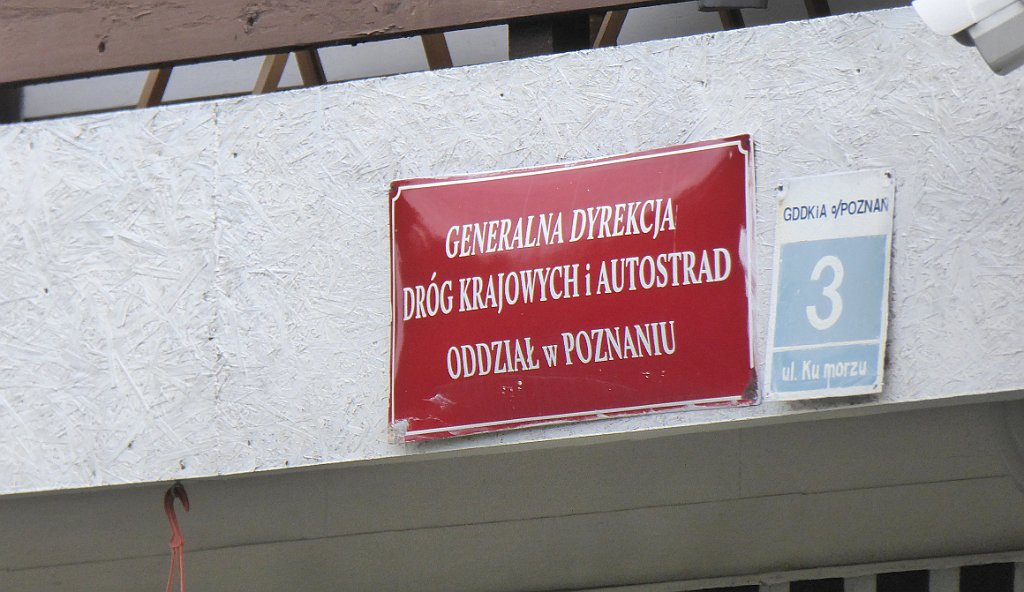 GENERALNA DYREKCJA
DRÓG KRAJOWYCH i AUTOSTRAD
ODDZIAŁ w POZNANIU
GDDKiA o/POZNAŃ
3
ul. Ku morzu